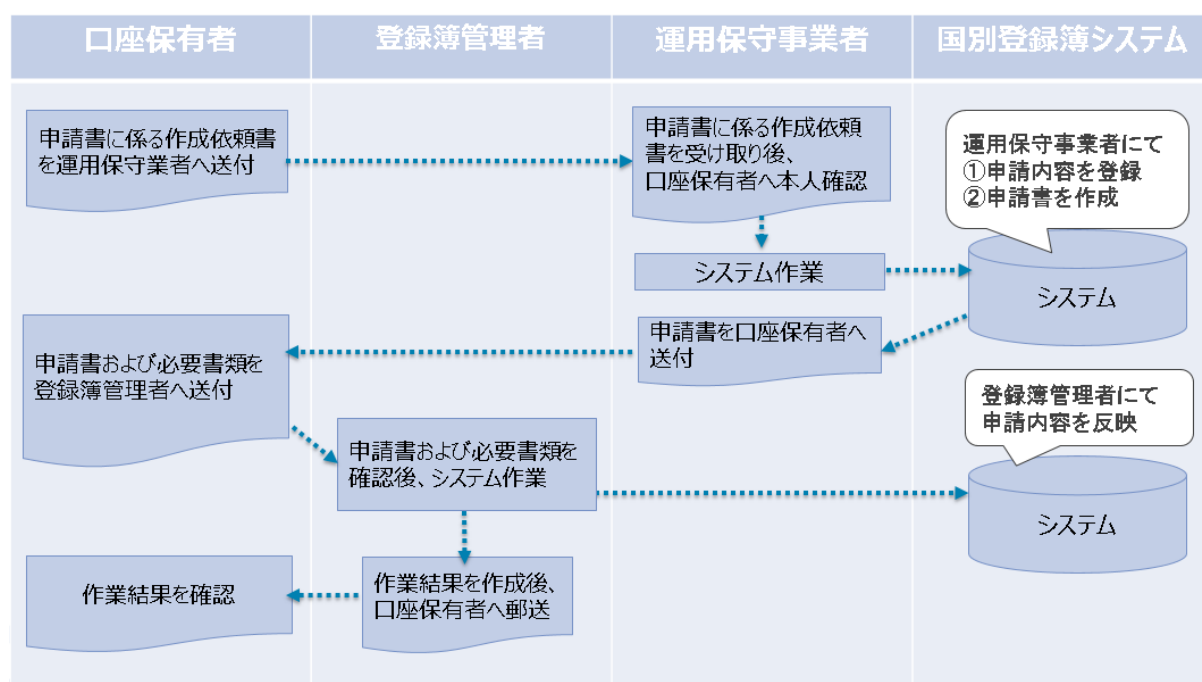 口座保有者
登録簿管理者
運用保守事業者
国別登録簿システム
申請書に係る作成依頼書
を運用保守業者へ送付
申請書に係る作成依頼
書を受け取り後、
口座保有者へ本人確認
運用保守事業者にて
①申請内容を登録
②申請書を作成
システム作業
システム
申請書を口座保有者へ
送付
申請書および必要書類を
登録簿管理者へ送付
登録簿管理者にて
申請内容を反映
申請書および必要書類を
確認後、システム作業
システム
作業結果を作成後、
口座保有者へ郵送
作業結果を確認